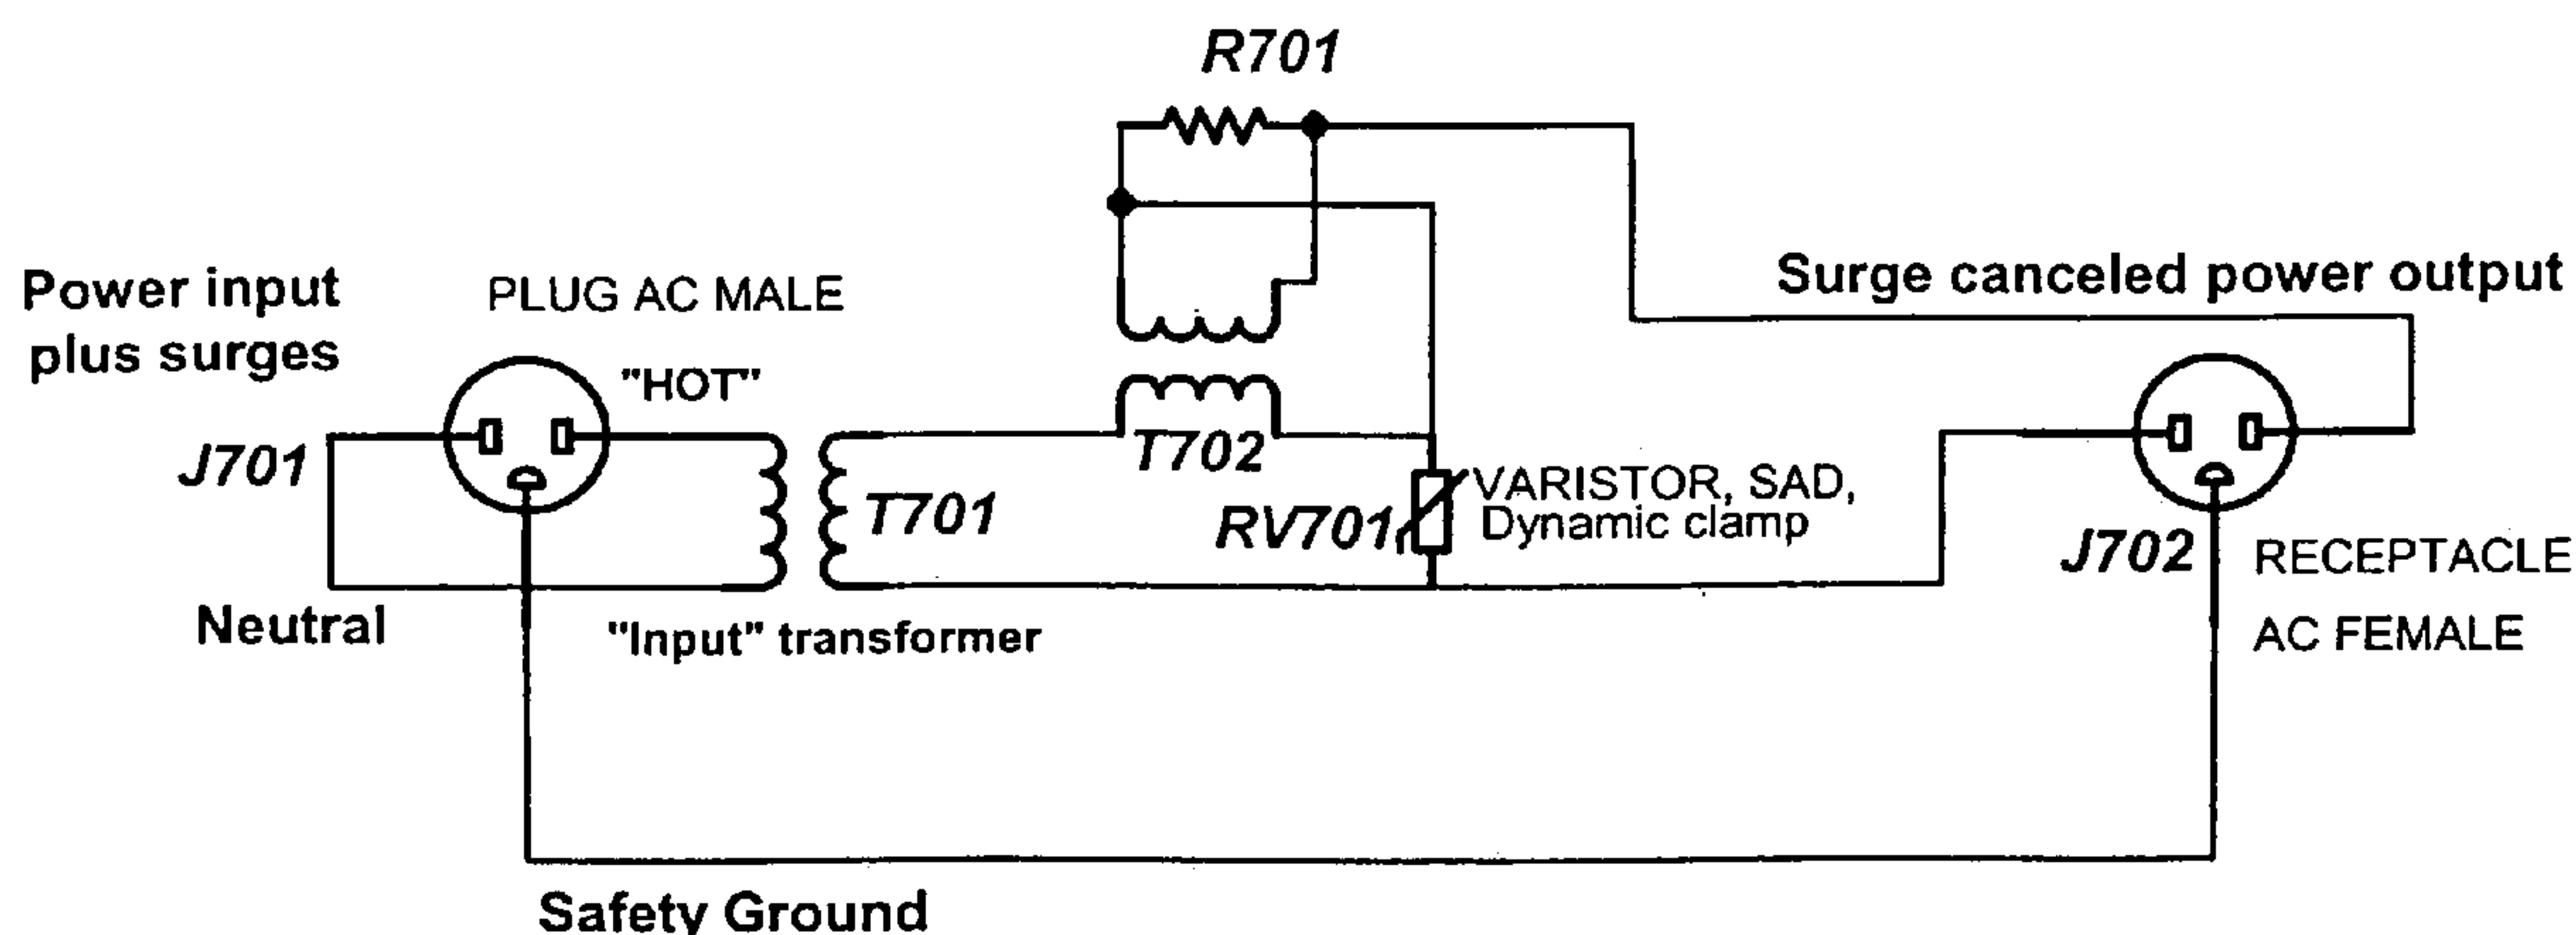 R701
Power input
plus surges
PLUG AC MALE
"HOT"
Surge canceled power output
J701
T702
T701
RV701
VARISTOR, SAD,
Dynamic clamp
J702
RECEPTACLE
AC FEMALE
Neutral
"Input" transformer
Safety Ground